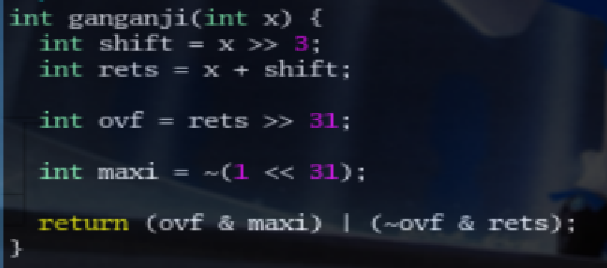 int ganganji(int x) {
  int shift = x >> 3;
  int rets = x + shift;
  int ovf = rets >> 31;
  int maxi = ~(1 << 31);
  return (ovf & maxi) | (~ovf & rets);
}